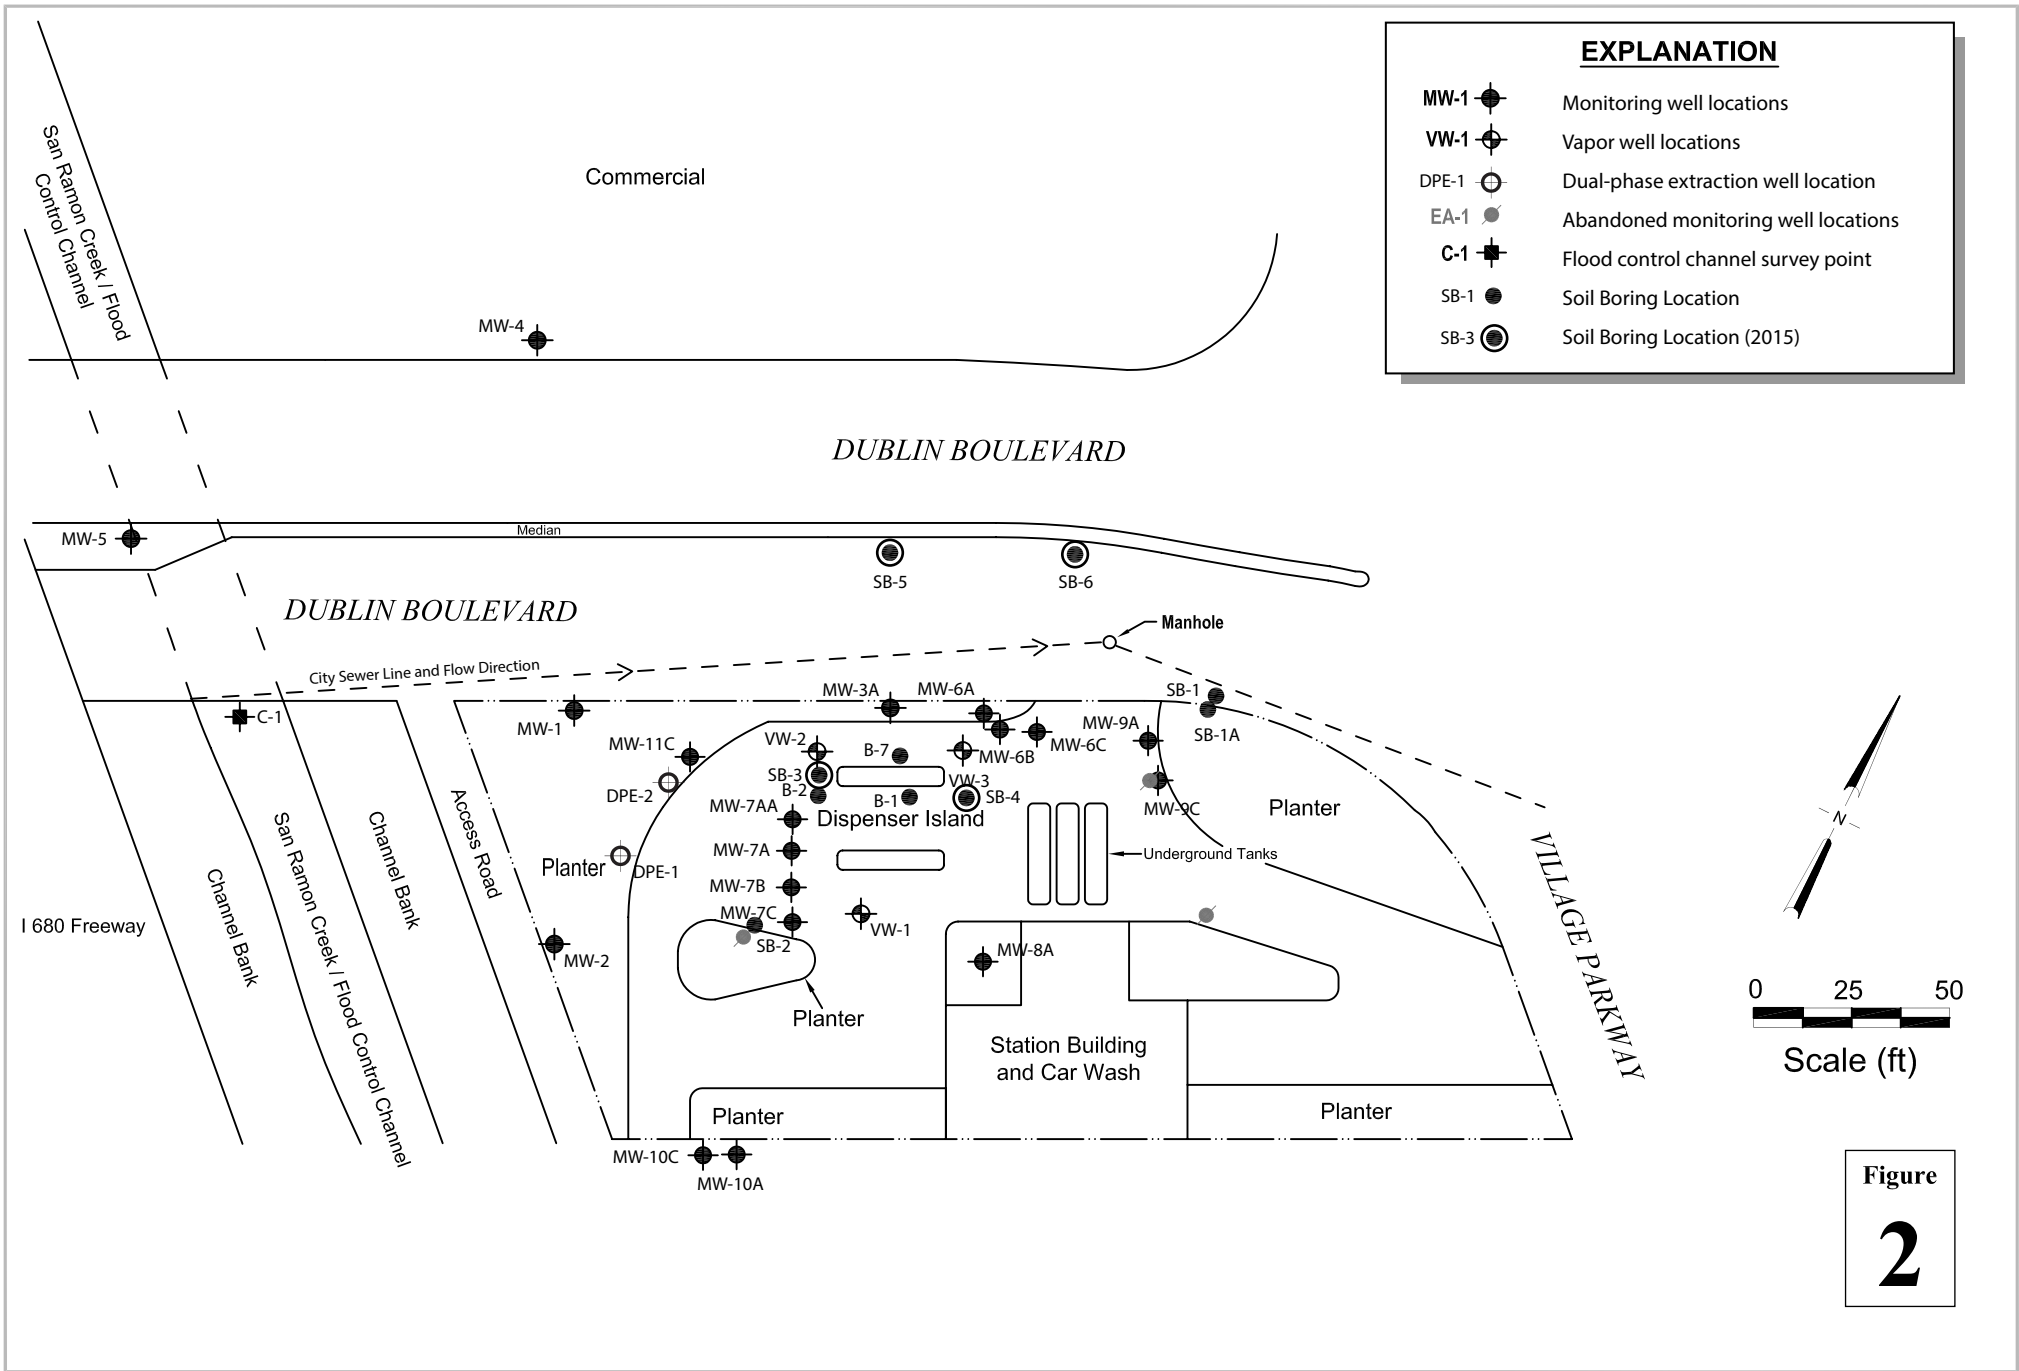 EXPLANATION
MW-1 Monitoring well locations
VW-1 Vapor well locations
DPE-1 Dual-phase extraction well location
EA-1 Abandoned monitoring well locations
C-1 Flood control channel survey point
SB-1 Soil Boring Location
SB-3 Soil Boring Location (2015)
San Ramon Creek / Flood
Control Channel
Commercial
MW-4
DUBLIN BOULEVARD
Median
MW-5
SB-5
SB-6
DUBLIN BOULEVARD
Manhole
City Sewer Line and Flow Direction
C-1
MW-1
MW-3A
MW-6A
SB-1
SB-1A
MW-9A
MW-11C
VW-2
B-7
MW-6B
MW-6C
SB-3
VW-3
DPE-2
B-2
B-1
SB-4
MW-9C
MW-7AA
Dispenser Island
Planter
N
MW-7A
Underground Tanks
Planter
DPE-1
MW-7B
MW-7C
VW-1
SB-2
MW-2
MW-8A
I 680 Freeway
Channel Bank
San Ramon Creek / Flood Control Channel
Channel Bank
Access Road
VILLAGE PARKWAY
Planter
Station Building
and Car Wash
Planter
Planter
MW-10C
MW-10A
0 25 50
Scale (ft)
Figure
2